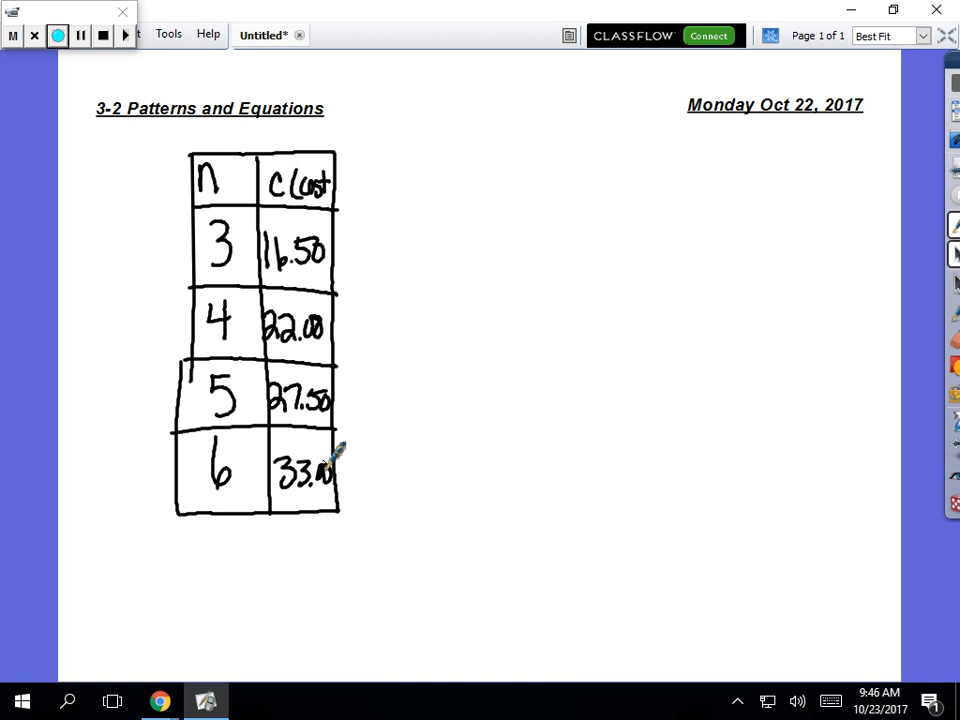 M
Tools Help Untitled*
CLASSFLOW Connect Page 1 of 1 Best Fit
3-2 Patterns and Equations Monday Oct 22, 2017
n C (cost
3 16.50
4 22.00
5 27.50
6 33.00
9:46 AM
10/23/2017
1